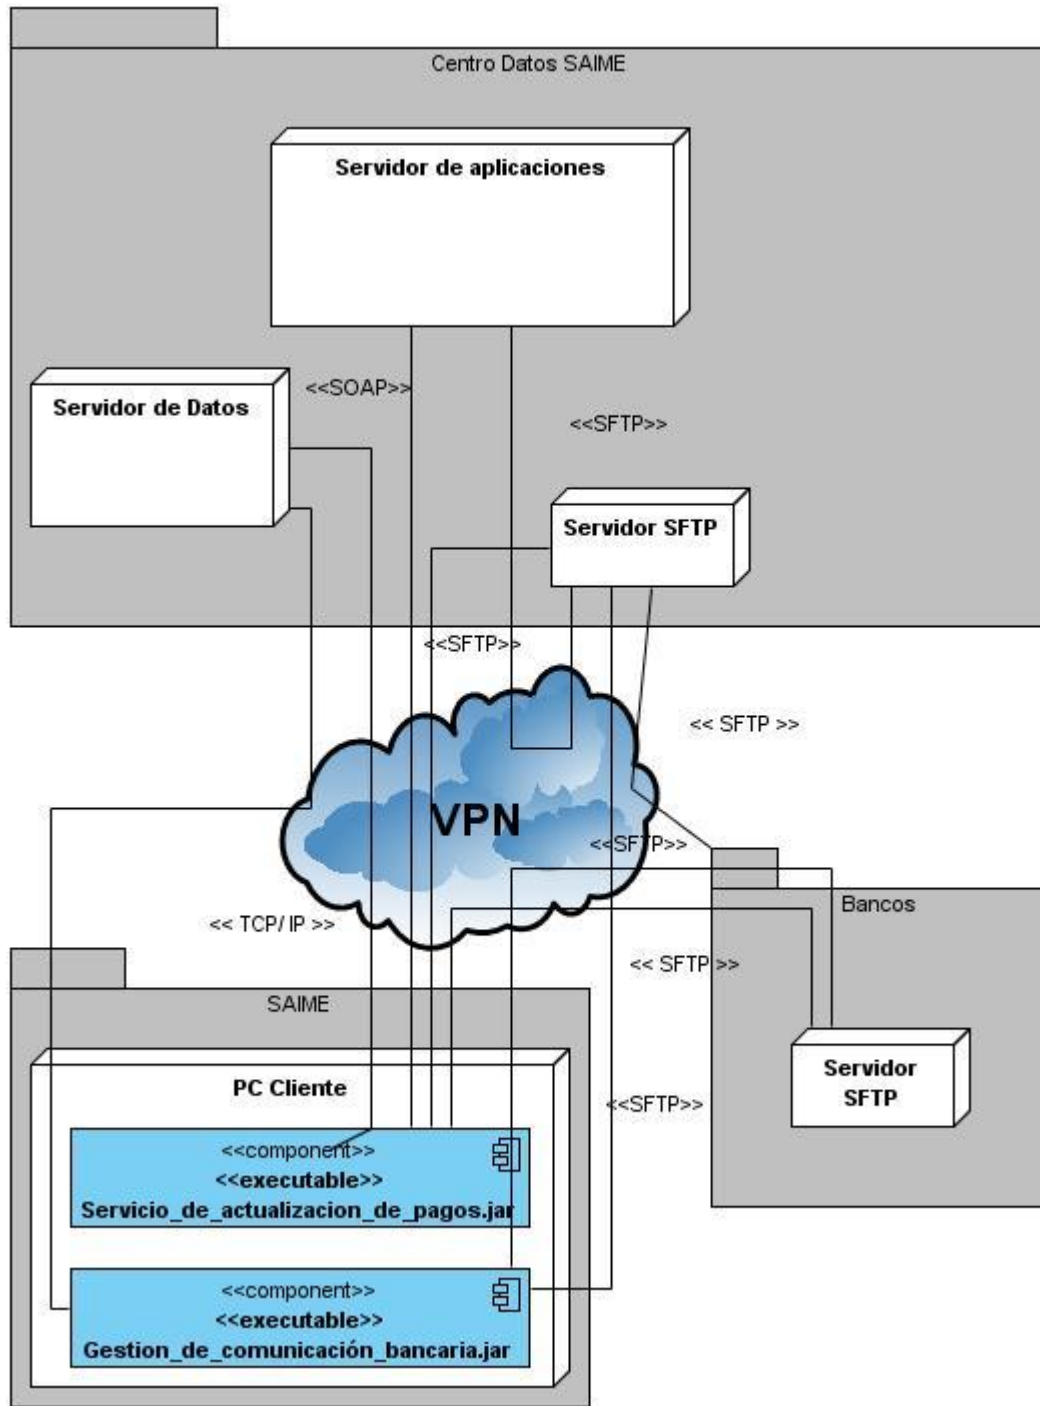 Centro Datos SAIME
Servidor de aplicaciones
<<SOAP>>
Servidor de Datos
<<SFTP>>
Servidor SFTP
<<SFTP>>
<< SFTP >>
VPN
<<SFTP>>
Bancos
<< TCP/ IP >>
<< SFTP >>
SAIME
Servidor
SFTP
PC Cliente
<<SFTP>>
<<component>>
<<executable>>
Servicio_de_actualizacion_de_pagos.jar
<<component>>
<<executable>>
Gestion_de_comunicación_bancaria.jar